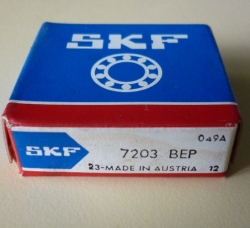 SKF
049A
SKF
7203 BEP
23-MADE IN AUSTRIA 12